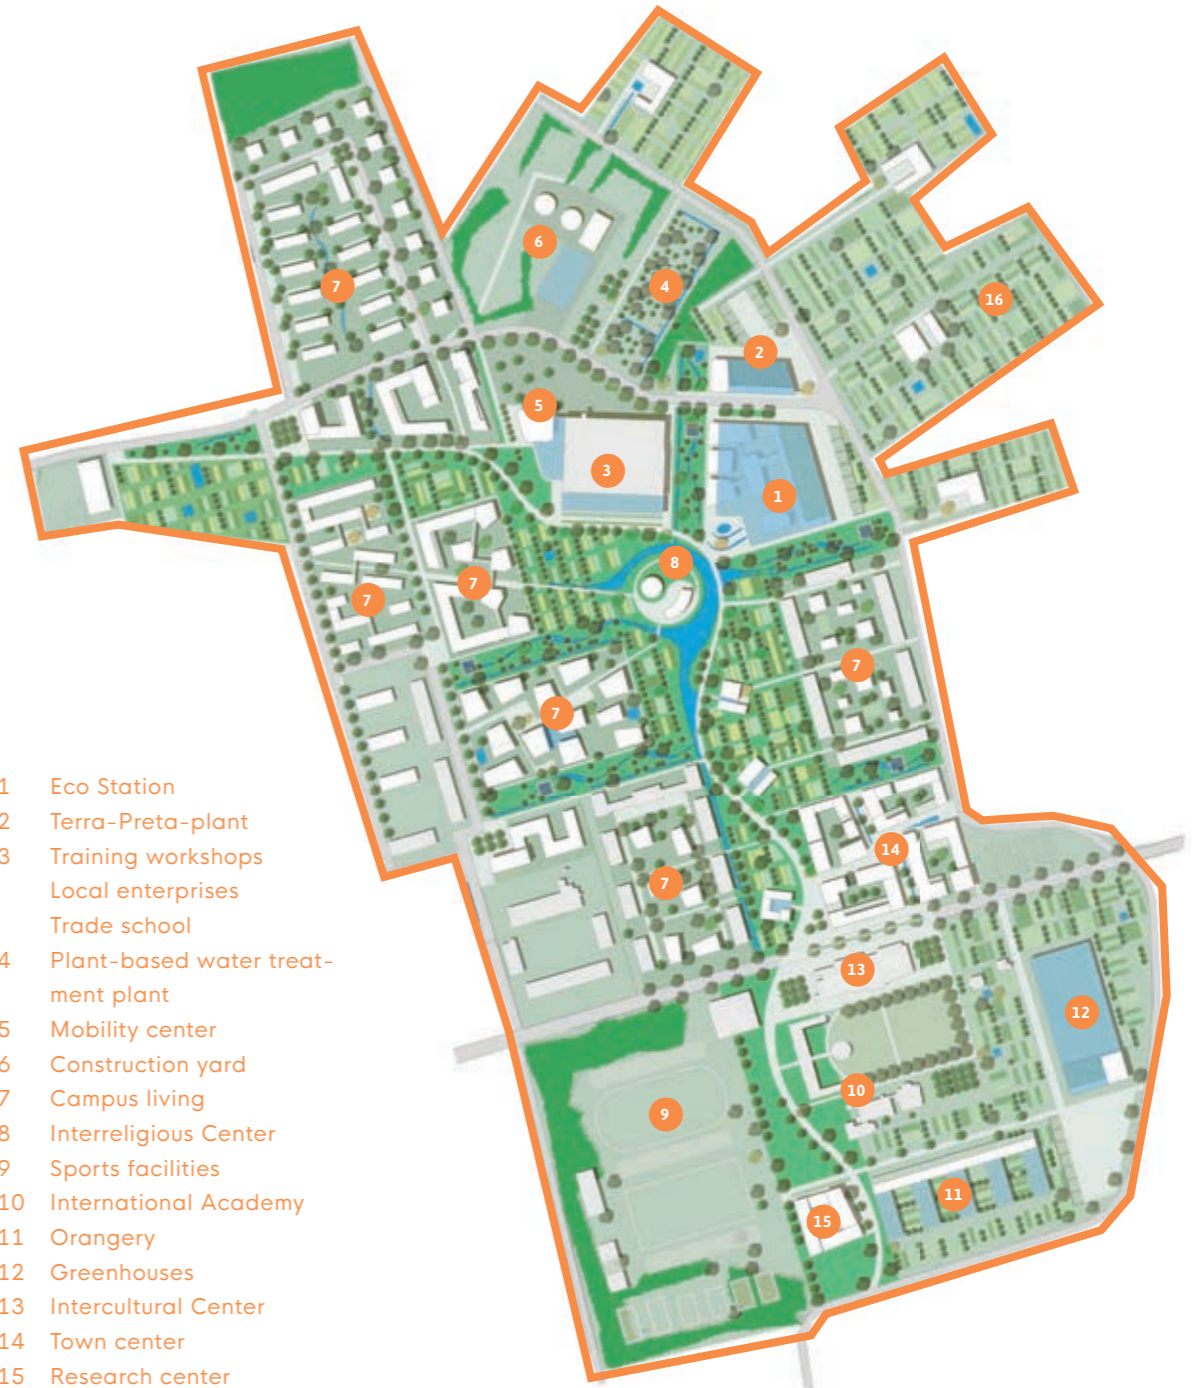 6
4
7
16
2
5
3
1
8
7
7
7
7
14
7
13
12
10
9
11
15
1 Eco Station
2 Terra-Preta-plant
3 Training workshops
Local enterprises
Trade school
4 Plant-based water treat-
ment plant
5 Mobility center
6 Construction yard
7 Campus living
8 Interreligious Center
9 Sports facilities
10 International Academy
11 Orangery
12 Greenhouses
13 Intercultural Center
14 Town center
15 Research center